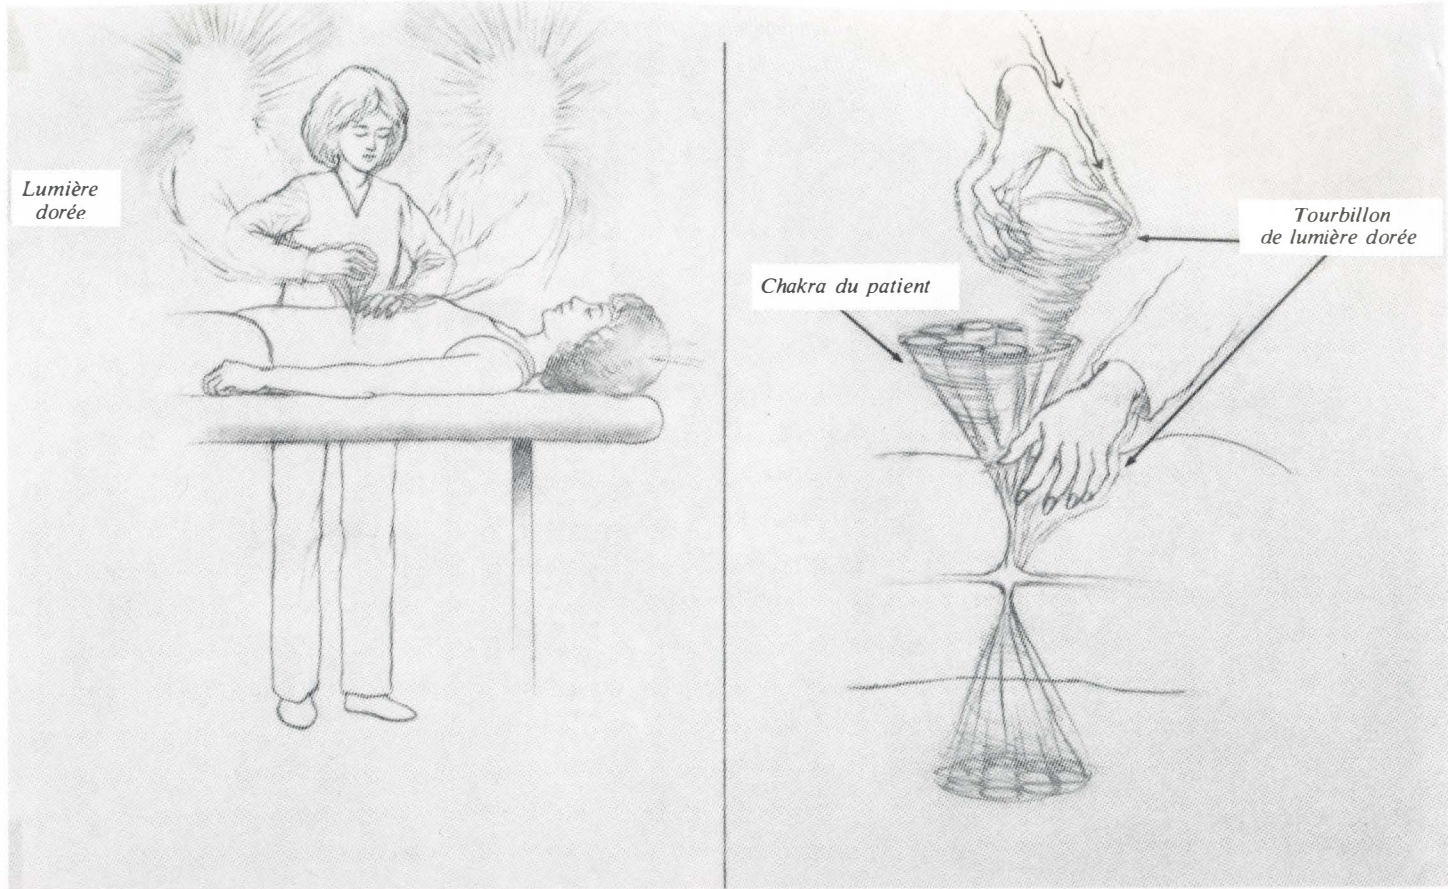 Lumière
dorée
Chakra du patient
Tourbillon
de lumière dorée